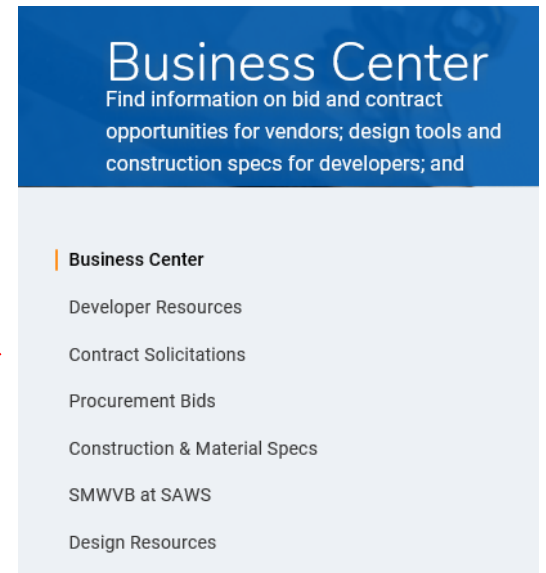 Business Center
Find information on bid and contract
opportunities for vendors; design tools and
construction specs for developers; and
Business Center
Developer Resources
Contract Solicitations
Procurement Bids
Construction & Material Specs
SMWVB at SAWS
Design Resources